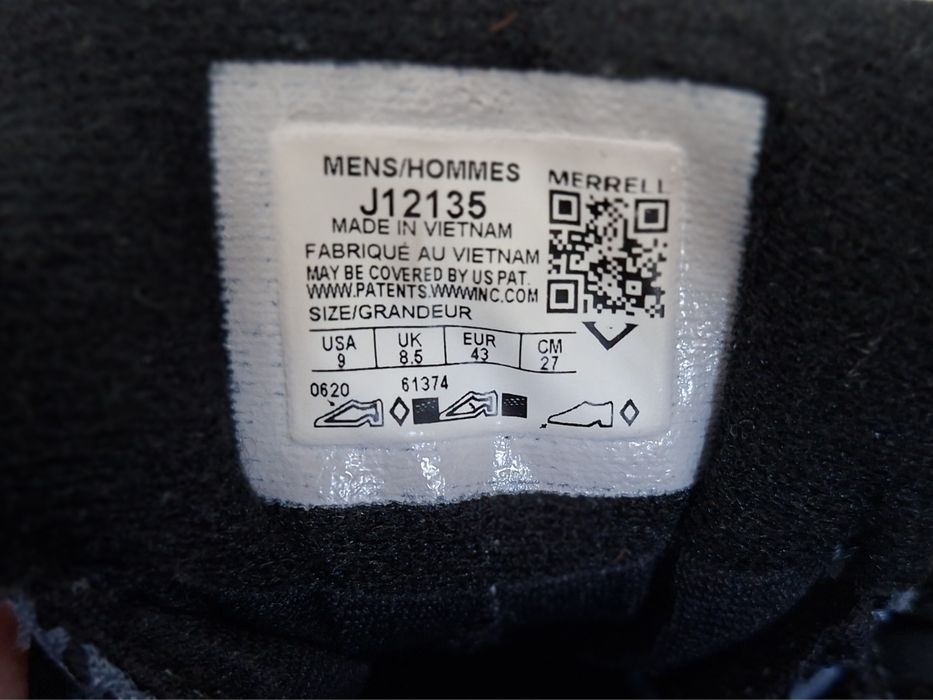 MENS/HOMMES
MERRELL
J12135
MADE IN VIETNAM
FABRIQUÉ AU VIETNAM
MAY BE COVERED BY US PAT.
WWW.PATENTS.WWWINC.COM
SIZE/GRANDEUR
USA UK EUR CM
9 8.5 43 27
0620 61374